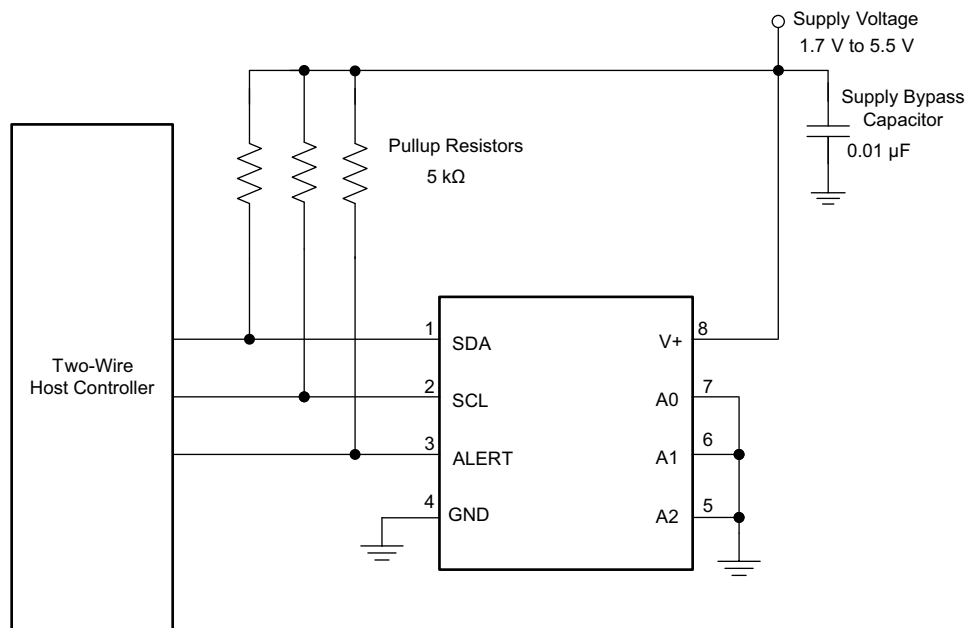 Supply Voltage
1.7 V to 5.5 V
Supply Bypass
Capacitor
0.01 µF
Pullup Resistors
5 kΩ
Two-Wire
Host Controller
1
SDA
V+
8
2
SCL
A0
7
3
ALERT
A1
6
4
GND
A2
5